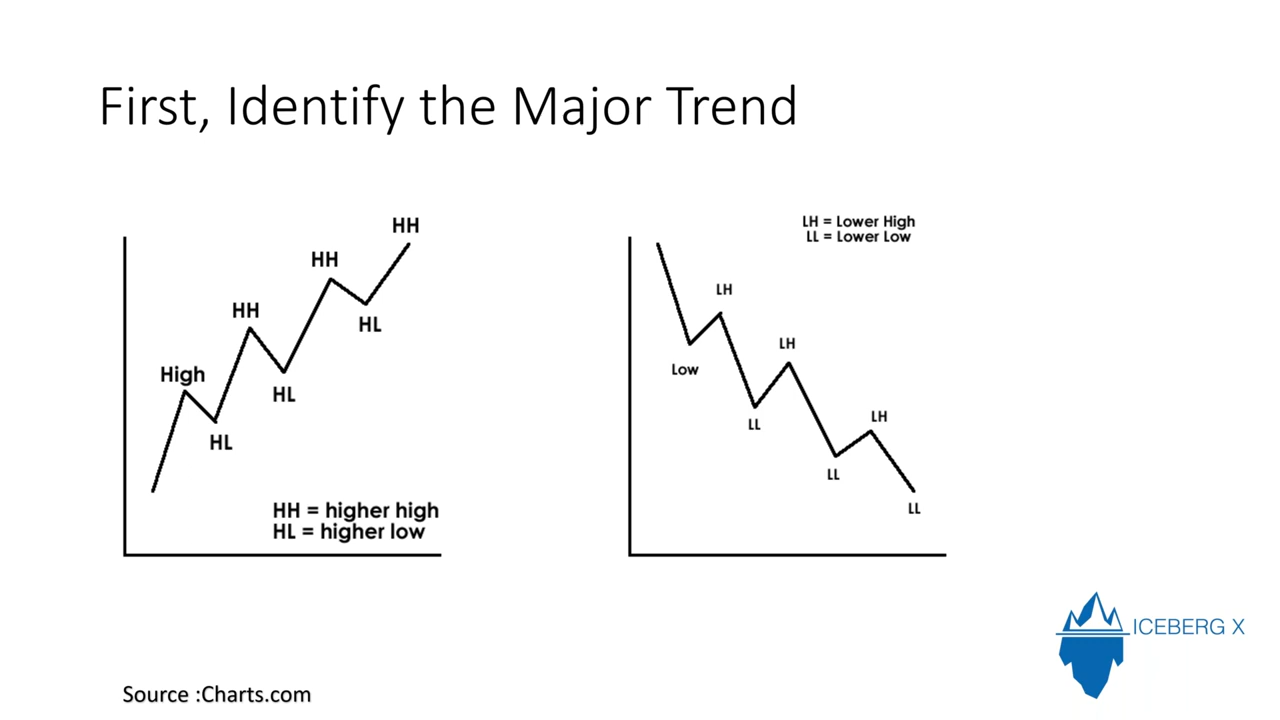 First, Identify the Major Trend
HH
HH
HH
High
HL
HL
HL
HH = higher high
HL = higher low
LH = Lower High
LL = Lower Low
LH
LH
Low
LH
LL
LL
LL
ICEBERG X
Source :Charts.com